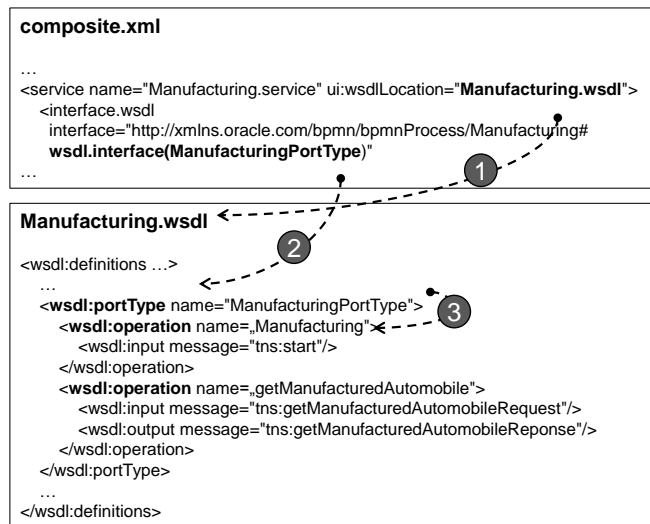 composite.xml
…
<service name="Manufacturing.service" ui:wsdlLocation="Manufacturing.wsdl">
<interface.wsdl
interface="http://xmlns.oracle.com/bpmn/bpmnProcess/Manufacturing#
wsdl.interface(ManufacturingPortType)"
…
1
Manufacturing.wsdl
2
<wsdl:definitions …>
…
<wsdl:portType name="ManufacturingPortType">
3
<wsdl:operation name=„Manufacturing">
<wsdl:input message="tns:start"/>
</wsdl:operation>
<wsdl:operation name=„getManufacturedAutomobile">
<wsdl:input message="tns:getManufacturedAutomobileRequest"/>
<wsdl:output message="tns:getManufacturedAutomobileReponse"/>
</wsdl:operation>
</wsdl:portType>
…
</wsdl:definitions>